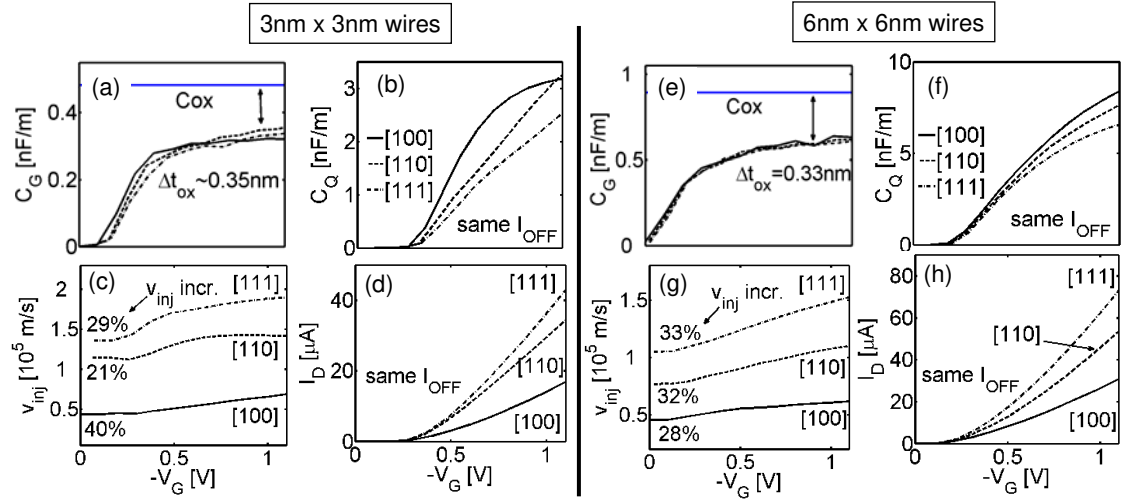 3nm x 3nm wires
6nm x 6nm wires
(a)
Cox
Δt_ox~0.35nm
C_G [nF/m]
0.4
0.2
0
(b)
[100]
[110]
[111]
same I_OFF
C_Q [nF/m]
3
2
1
0
(c)
v_inj incr.
[111]
29%
[110]
21%
[100]
40%
v_inj [10^5 m/s]
2
1.5
1
0.5
0
0.5
1
-V_G [V]
(d)
[111]
[110]
same I_OFF
[100]
I_D [μA]
40
20
0
0
0.5
1
-V_G [V]
(e)
Cox
Δt_ox=0.33nm
C_G [nF/m]
1
0.5
0
(f)
[100]
[110]
[111]
same I_OFF
C_Q [nF/m]
10
5
0
(g)
v_inj incr.
[111]
33%
[110]
32%
[100]
28%
v_inj [10^5 m/s]
1.5
1
0.5
0
0.5
1
-V_G [V]
(h)
[111]
[110]
same I_OFF
[100]
I_D [μA]
80
60
40
20
0
0
0.5
1
-V_G [V]